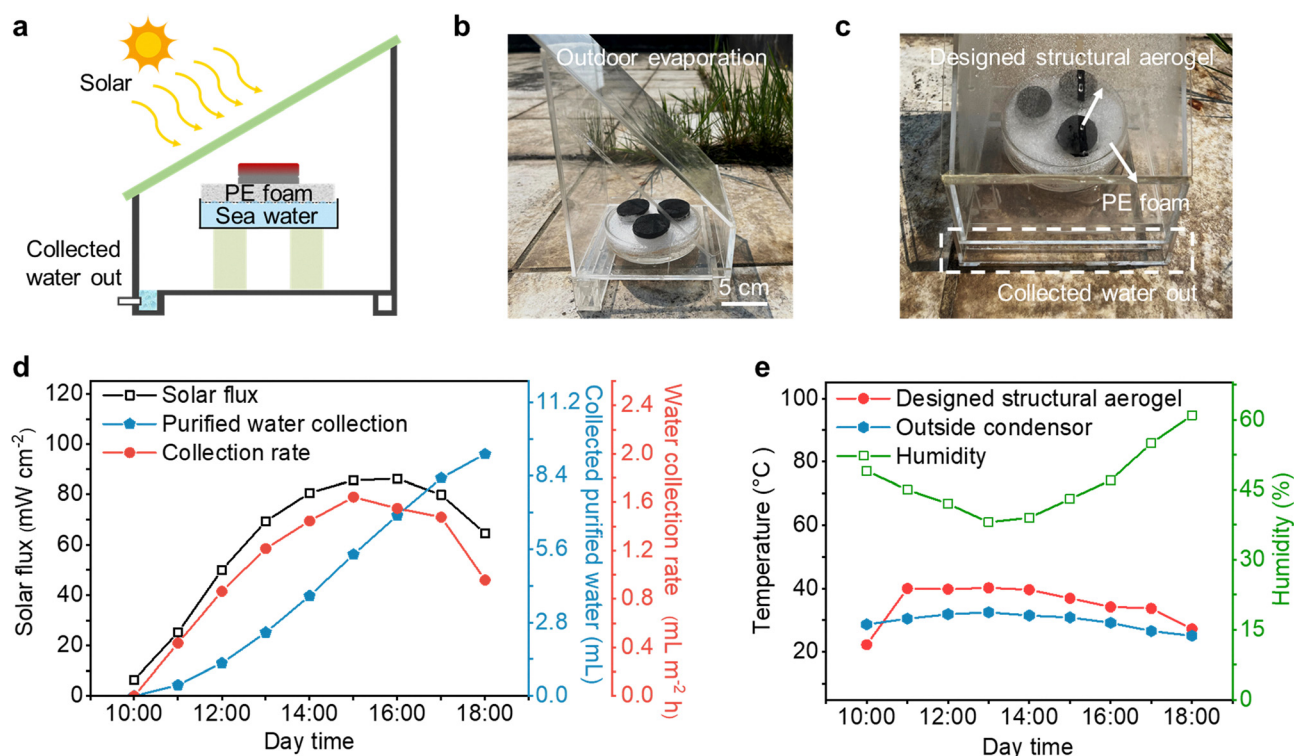 a
Solar
PE foam
Sea water
Collected
water out
b
Outdoor evaporation
5 cm
c
Designed structural aerogel
PE foam
Collected water out
d
Solar flux
Purified water collection
Collection rate
Solar flux (mW cm⁻²)
120
100
80
60
40
20
0
10:00 12:00 14:00 16:00 18:00
Day time
11.2
8.4
5.6
2.8
0.0
Collected purified water (mL)
2.4
2.0
1.6
1.2
0.8
0.4
0.0
Water collection rate (mL m⁻² h)
e
Designed structural aerogel
Outside condensor
Humidity
Temperature (°C)
100
80
60
40
20
10:00 12:00 14:00 16:00 18:00
Day time
60
45
30
15
0
Humidity (%)